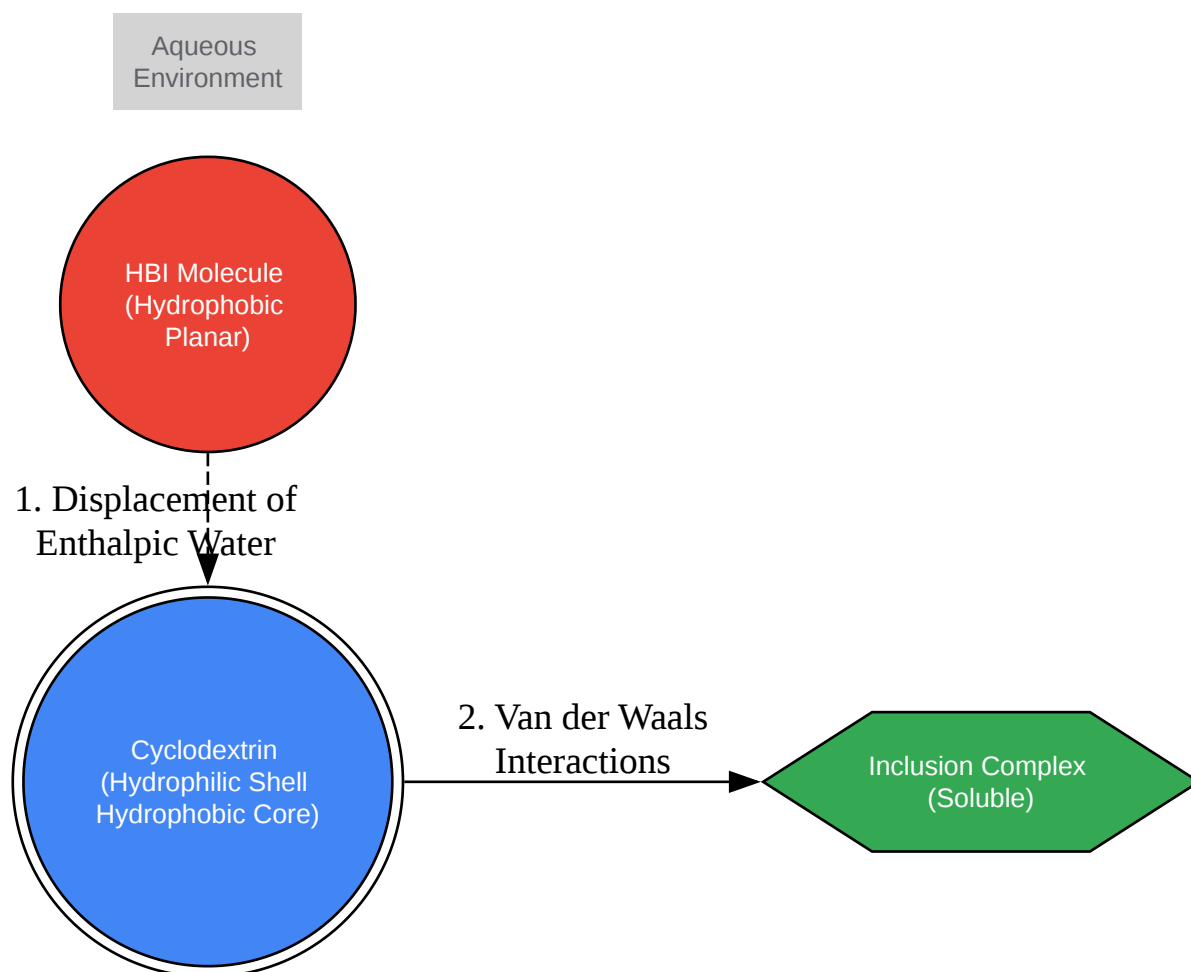 Aqueous
Environment
HBI Molecule
(Hydrophobic
Planar)
1. Displacement of
Enthalpic Water
Cyclodextrin
(Hydrophilic Shell
Hydrophobic Core)
2. Van der Waals
Interactions
Inclusion Complex
(Soluble)